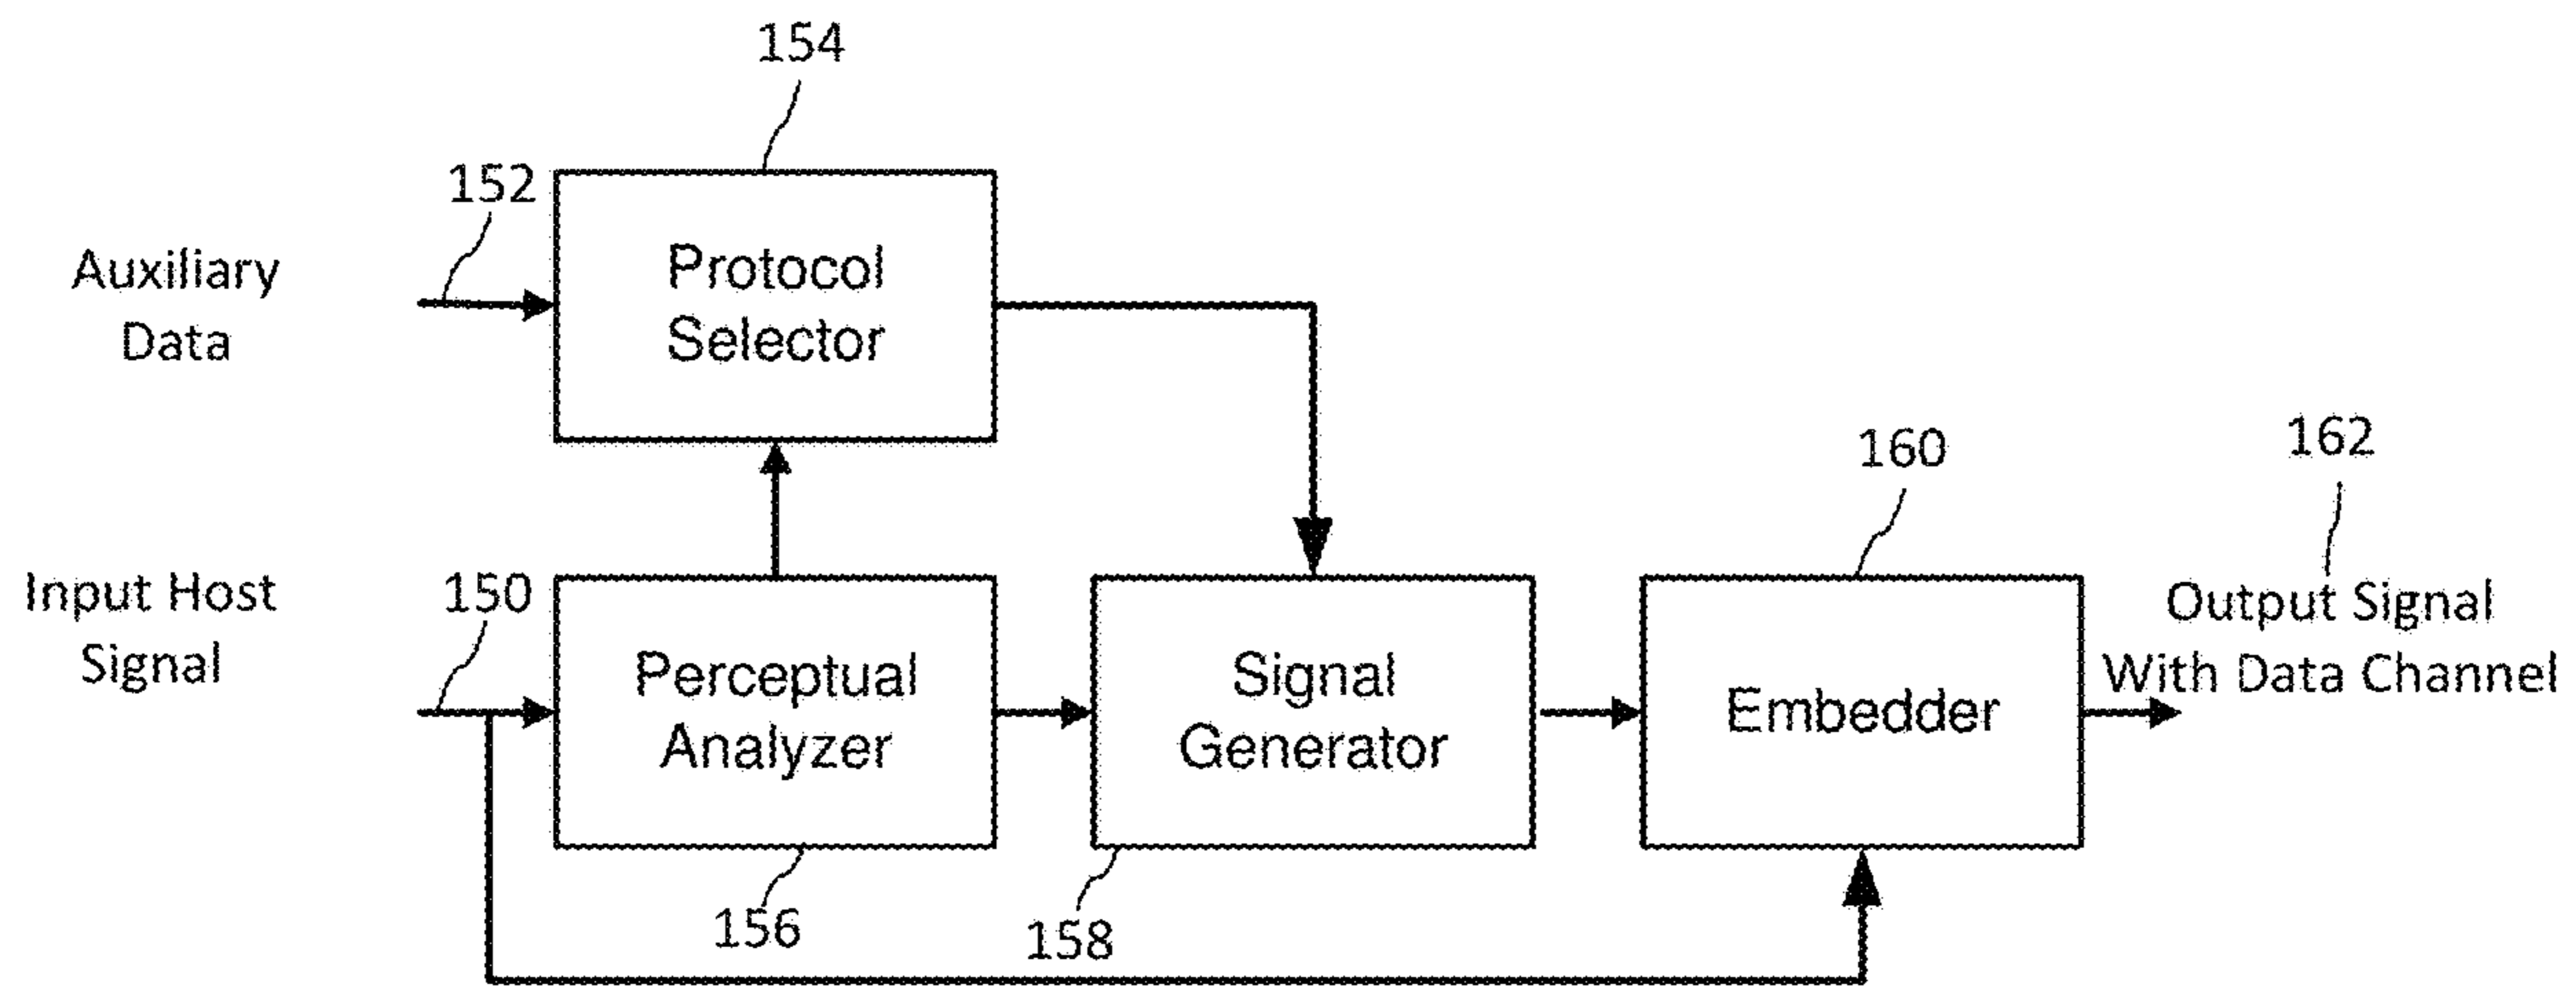 154
152
Auxiliary
Data
Protocol
Selector
160
162
Input Host
Signal
150
Perceptual
Analyzer
Signal
Generator
Embedder
Output Signal
With Data Channel
156
158